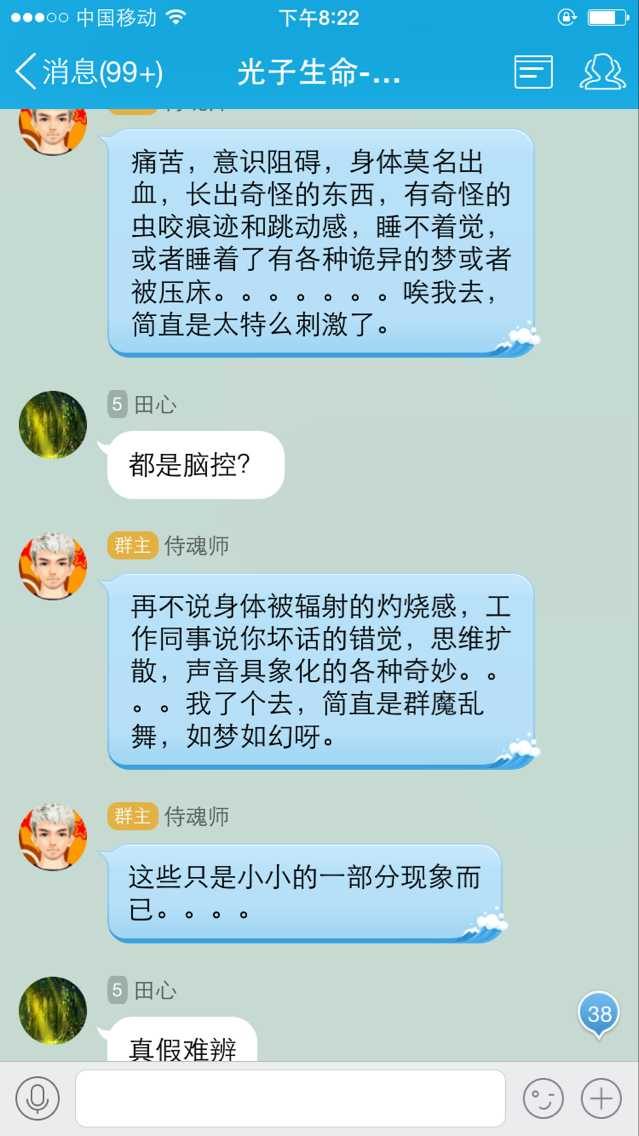 中国移动 下午8:22
消息(99+) 光子生命-...
痛苦，意识阻碍，身体莫名出
血，长出奇怪的东西，有奇怪的
虫咬痕迹和跳动感，睡不着觉，
或者睡着了有各种诡异的梦或者
被压床。。。。。。。唉我去，
简直是太特么刺激了。
5 田心
都是脑控？
群主 侍魂师
再不说身体被辐射的灼烧感，工
作同事说你坏话的错觉，思维扩
散，声音具象化的各种奇妙。。
。。。我了个去，简直是群魔乱
舞，如梦如幻呀。
群主 侍魂师
这些只是小小的一部分现象而
已。。。。
5 田心
38
真假难辨